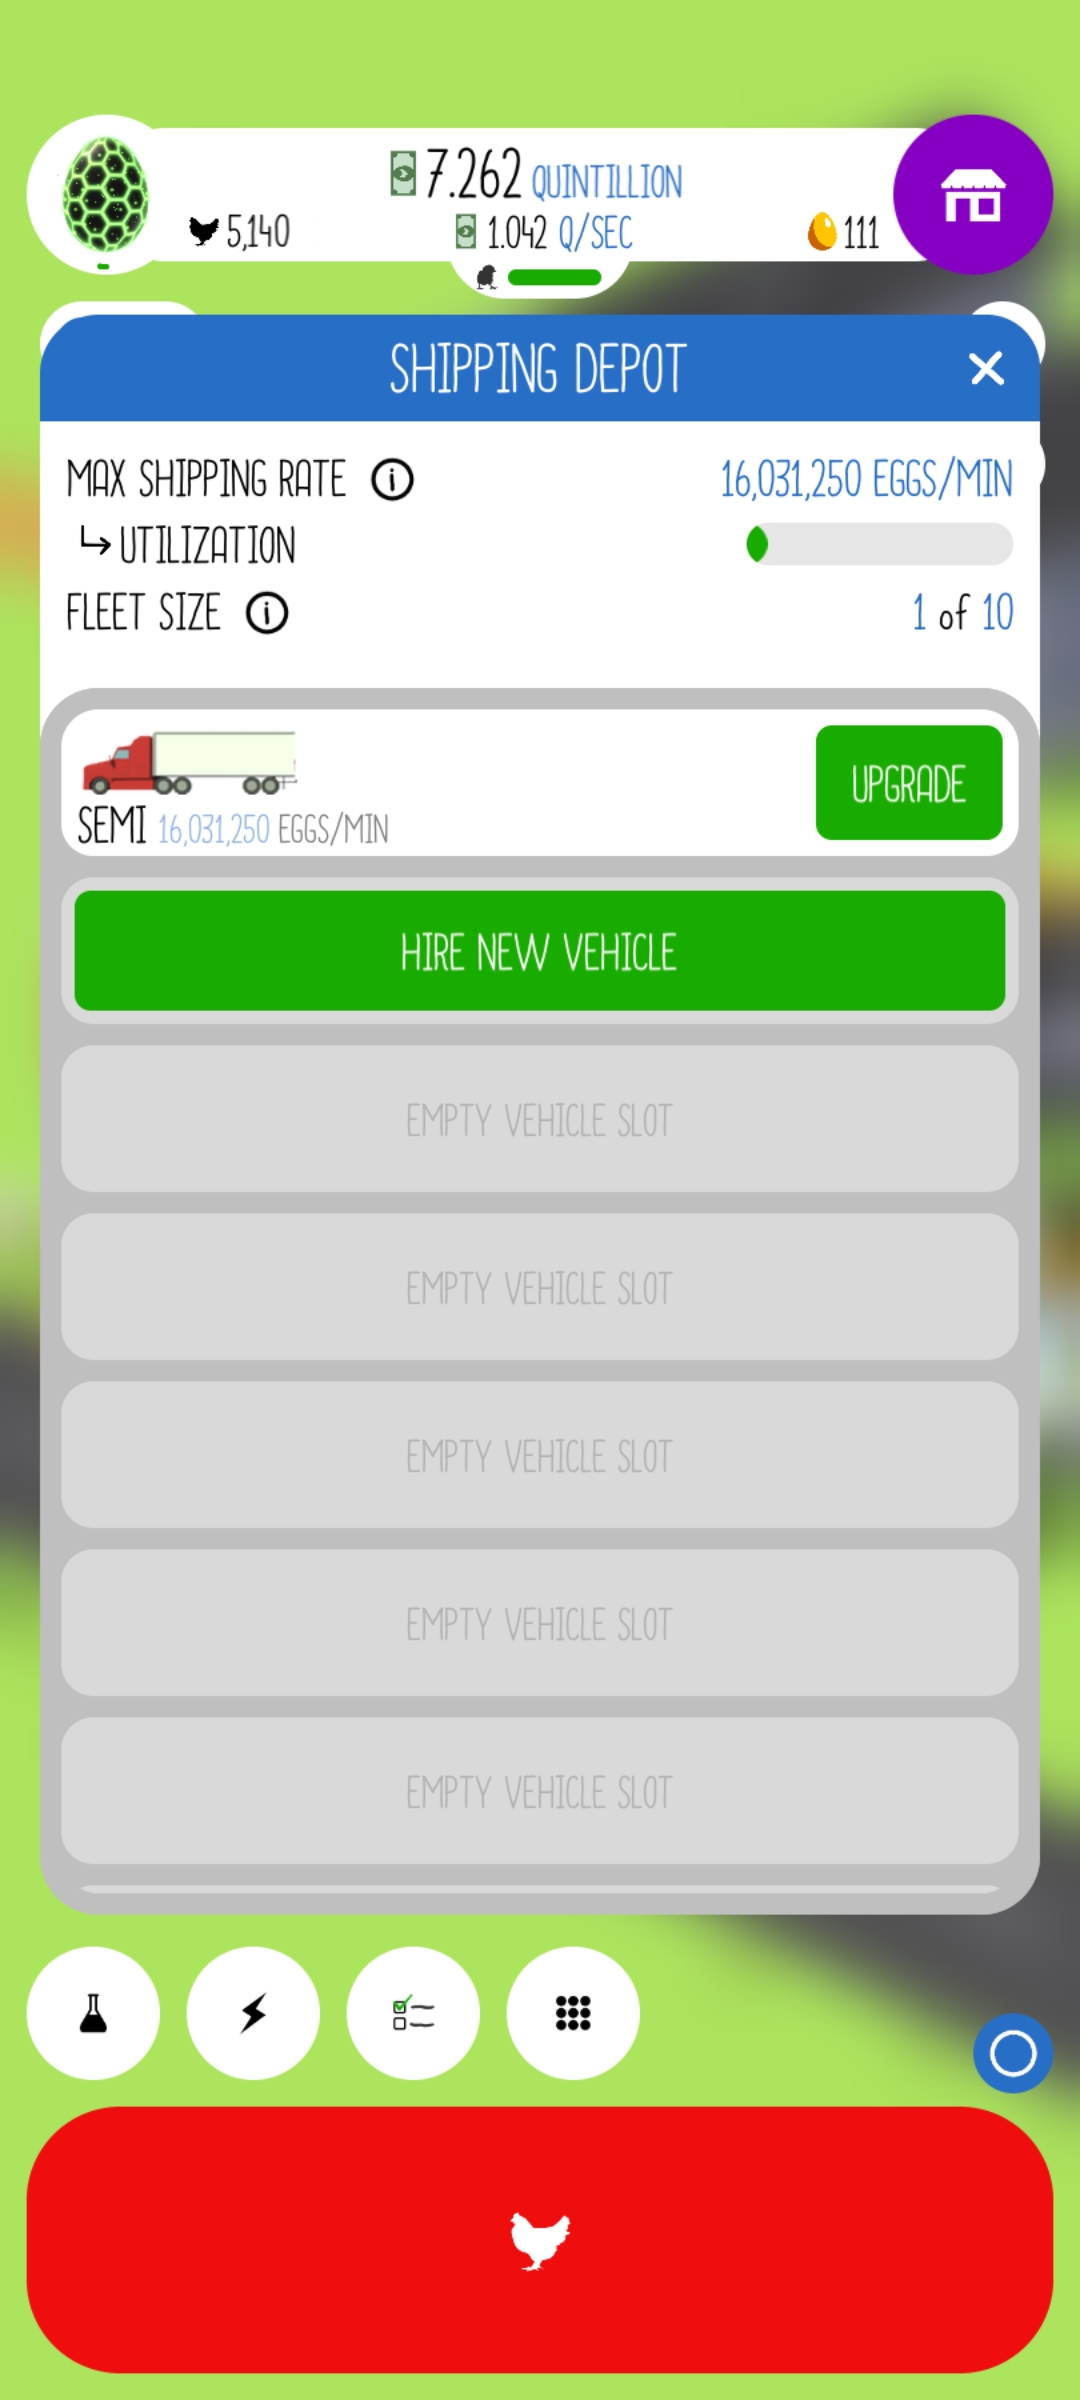 7.262 QUINTILLION
5,140
1.042 Q/SEC
111
SHIPPING DEPOT
MAX SHIPPING RATE
16,031,250 EGGS/MIN
UTILIZATION
FLEET SIZE
1 of 10
UPGRADE
SEMI 16,031,250 EGGS/MIN
HIRE NEW VEHICLE
EMPTY VEHICLE SLOT
EMPTY VEHICLE SLOT
EMPTY VEHICLE SLOT
EMPTY VEHICLE SLOT
EMPTY VEHICLE SLOT